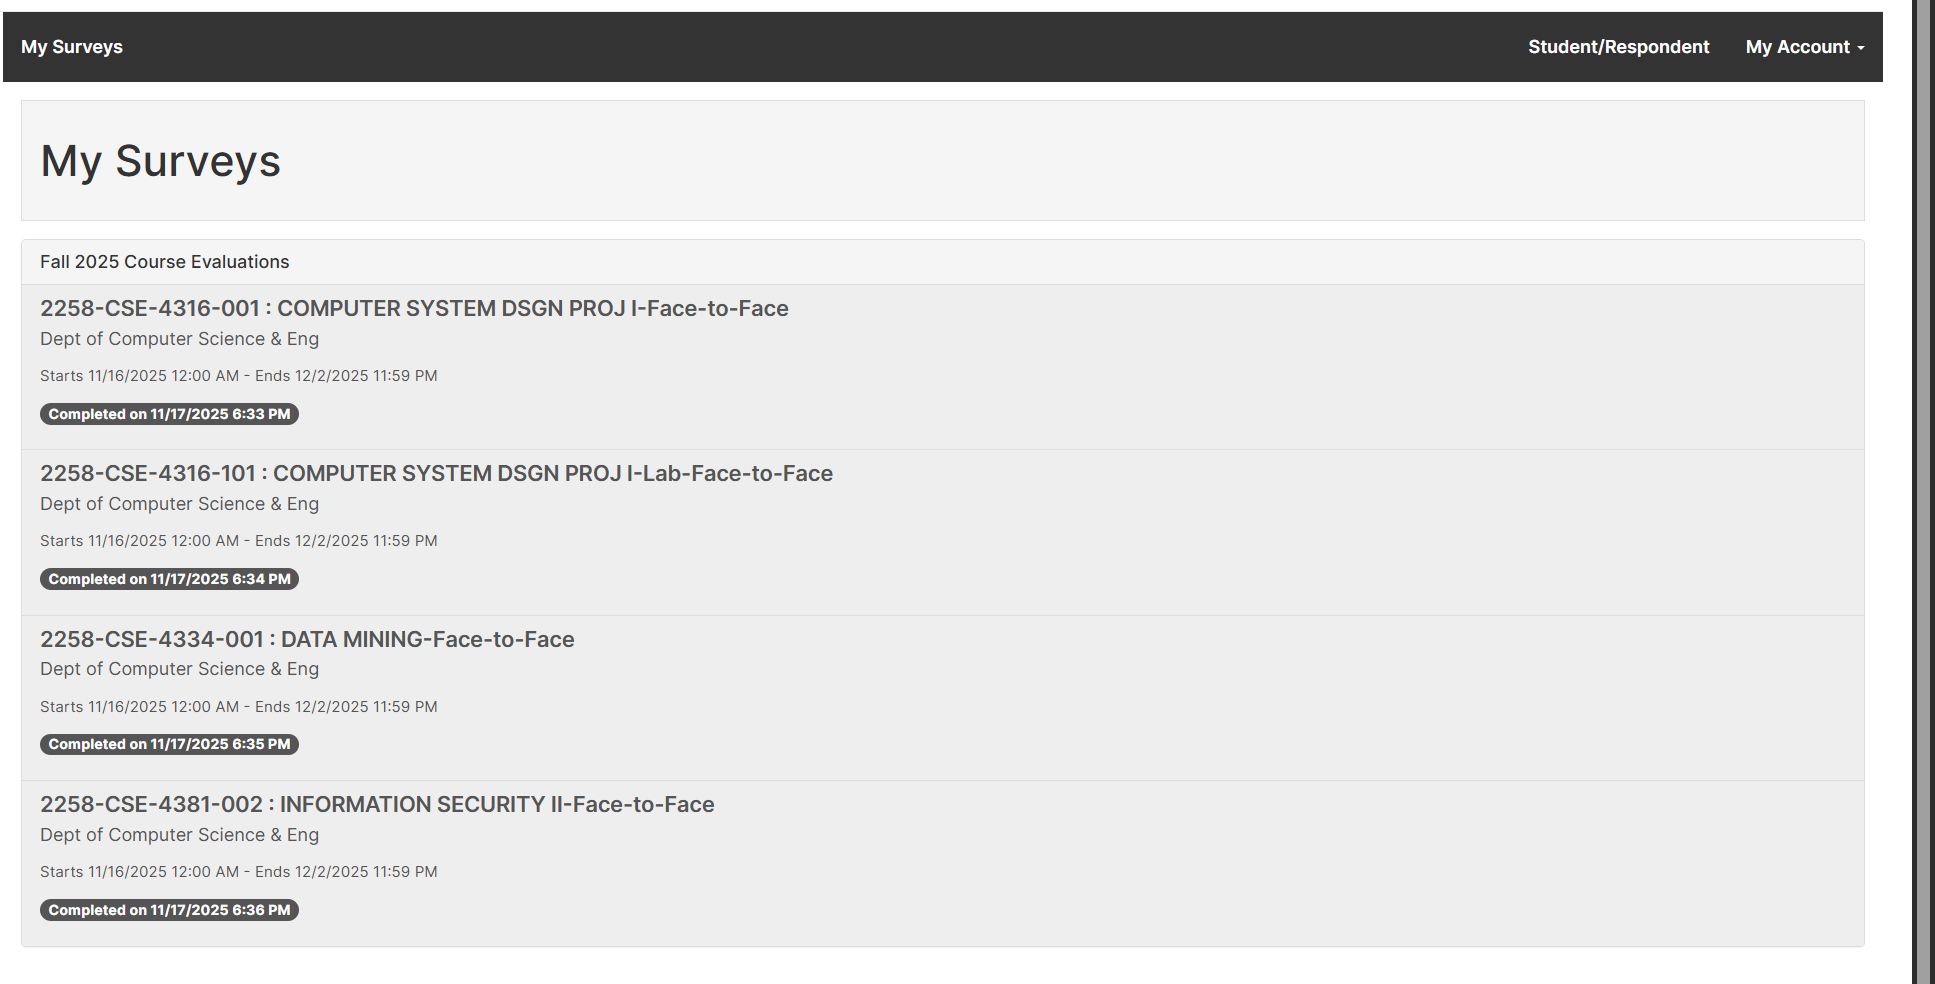 My Surveys
Student/Respondent
My Account
My Surveys
Fall 2025 Course Evaluations
2258-CSE-4316-001 : COMPUTER SYSTEM DSGN PROJ I-Face-to-Face
Dept of Computer Science & Eng
Starts 11/16/2025 12:00 AM - Ends 12/2/2025 11:59 PM
Completed on 11/17/2025 6:33 PM
2258-CSE-4316-101 : COMPUTER SYSTEM DSGN PROJ I-Lab-Face-to-Face
Dept of Computer Science & Eng
Starts 11/16/2025 12:00 AM - Ends 12/2/2025 11:59 PM
Completed on 11/17/2025 6:34 PM
2258-CSE-4334-001 : DATA MINING-Face-to-Face
Dept of Computer Science & Eng
Starts 11/16/2025 12:00 AM - Ends 12/2/2025 11:59 PM
Completed on 11/17/2025 6:35 PM
2258-CSE-4381-002 : INFORMATION SECURITY II-Face-to-Face
Dept of Computer Science & Eng
Starts 11/16/2025 12:00 AM - Ends 12/2/2025 11:59 PM
Completed on 11/17/2025 6:36 PM